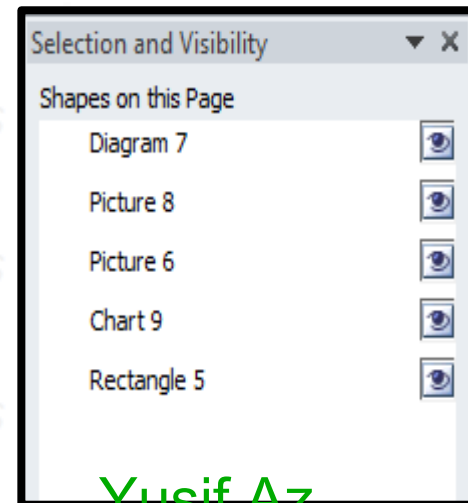 Selection and Visibility
Shapes on this Page
Diagram 7
Picture 8
Picture 6
Chart 9
Rectangle 5
Yusif Az